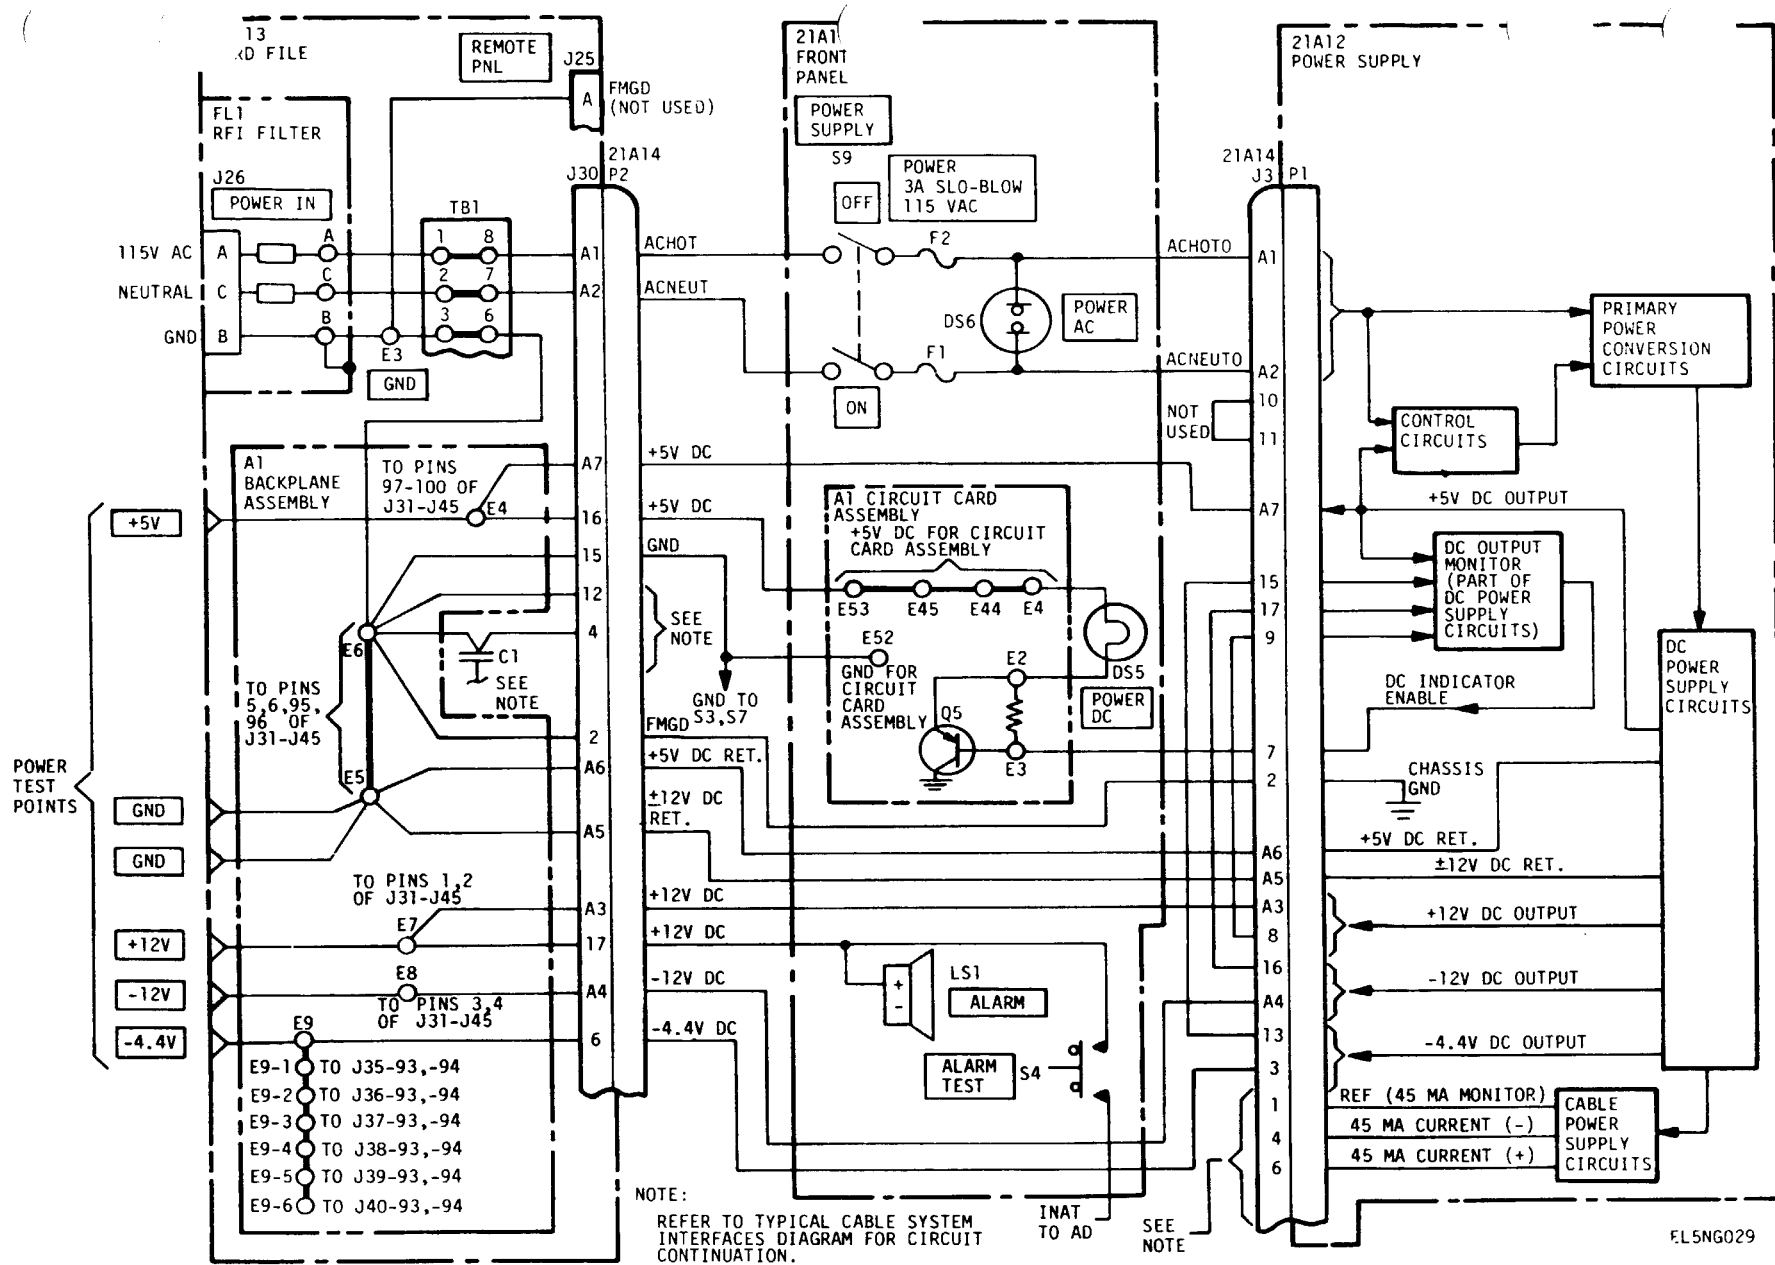 13
RD FILE
REMOTE
PNL
J25
A
FMGD
(NOT USED)
FL1
RFI FILTER
J26
POWER IN
115V AC
A
NEUTRAL
C
GND
B
A
C
B
E3
GND
TB1
1
8
2
7
3
6
21A14
J30
P2
A1
A2
ACHOT
ACNEUT
21A1
FRONT
PANEL
POWER
SUPPLY
S9
OFF
ON
POWER
3A SLO-BLOW
115 VAC
F2
F1
DS6
POWER
AC
ACHOTO
ACNEUTO
21A12
POWER SUPPLY
21A14
J3
P1
A1
A2
10
11
NOT
USED
PRIMARY
POWER
CONVERSION
CIRCUITS
CONTROL
CIRCUITS
A1
BACKPLANE
ASSEMBLY
TO PINS
97-100 OF
J31-J45
E4
A7
16
15
12
4
+5V DC
+5V DC
GND
SEE
NOTE
C1
SEE
NOTE
E6
TO PINS
5,6,95,
96 OF
J31-J45
E5
2
A6
A5
FMGD
+5V DC RET.
±12V DC
RET.
GND TO
S3,S7
A1 CIRCUIT CARD
ASSEMBLY
+5V DC FOR CIRCUIT
CARD ASSEMBLY
E53
E45
E44
E4
E52
GND FOR
CIRCUIT
CARD
ASSEMBLY
E2
Q5
E3
DS5
POWER
DC
A7
+5V DC OUTPUT
15
17
9
DC OUTPUT
MONITOR
(PART OF
DC POWER
SUPPLY
CIRCUITS)
DC
POWER
SUPPLY
CIRCUITS
DC INDICATOR
ENABLE
7
2
CHASSIS
GND
+5V DC RET.
±12V DC RET.
A6
A5
A3
8
16
A4
13
3
+12V DC OUTPUT
-12V DC OUTPUT
-4.4V DC OUTPUT
POWER
TEST
POINTS
+5V
GND
GND
+12V
-12V
-4.4V
TO PINS 1,2
OF J31-J45
E7
E8
TO PINS 3,4
OF J31-J45
A3
17
A4
6
+12V DC
+12V DC
-12V DC
-4.4V DC
+
-
LS1
ALARM
ALARM
TEST
S4
E9
E9-1 TO J35-93,-94
E9-2 TO J36-93,-94
E9-3 TO J37-93,-94
E9-4 TO J38-93,-94
E9-5 TO J39-93,-94
E9-6 TO J40-93,-94
1
4
6
REF (45 MA MONITOR)
45 MA CURRENT (-)
45 MA CURRENT (+)
CABLE
POWER
SUPPLY
CIRCUITS
NOTE:
REFER TO TYPICAL CABLE SYSTEM
INTERFACES DIAGRAM FOR CIRCUIT
CONTINUATION.
INAT
TO AD
SEE
NOTE
EL5NG029